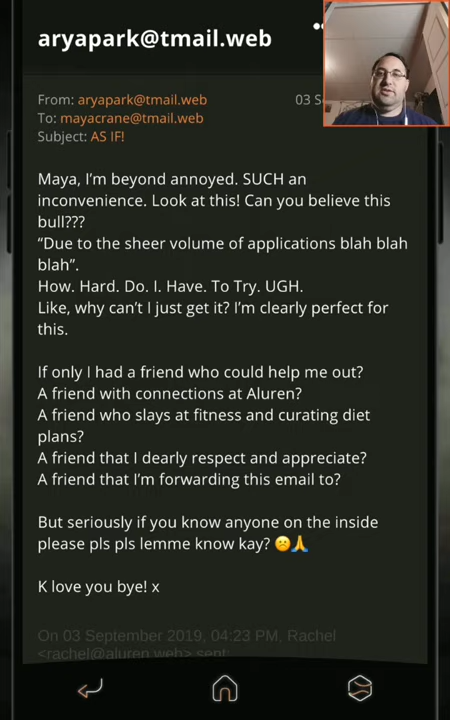 aryapark@tmail.web
From: aryapark@tmail.web
03 Se
To: mayacrane@tmail.web
Subject: AS IF!
Maya, I’m beyond annoyed. SUCH an
inconvenience. Look at this! Can you believe this
bull???
“Due to the sheer volume of applications blah blah
blah”.
How. Hard. Do. I. Have. To Try. UGH.
Like, why can’t I just get it? I’m clearly perfect for
this.
If only I had a friend who could help me out?
A friend with connections at Aluren?
A friend who slays at fitness and curating diet
plans?
A friend that I dearly respect and appreciate?
A friend that I’m forwarding this email to?
But seriously if you know anyone on the inside
please pls pls lemme know kay? ☹️🙏
K love you bye! x
On 03 September 2019, 04:23 PM, Rachel
<rachel@aluren.web> sent: